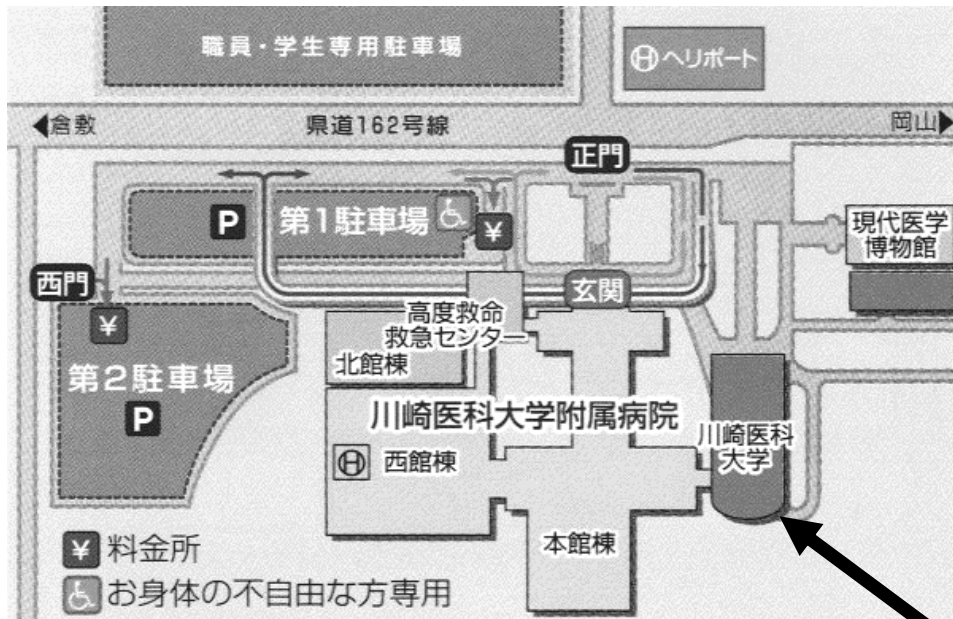 職員・学生専用駐車場
Ⓗヘリポート
◀倉敷
県道162号線
岡山▶
正門
P
第1駐車場
¥
現代医学
博物館
西門
¥
玄関
高度救命
救急センター
北館棟
第2駐車場
P
川崎医科大学附属病院
川崎医科
大学
Ⓗ 西館棟
本館棟
¥ 料金所
お身体の不自由な方専用